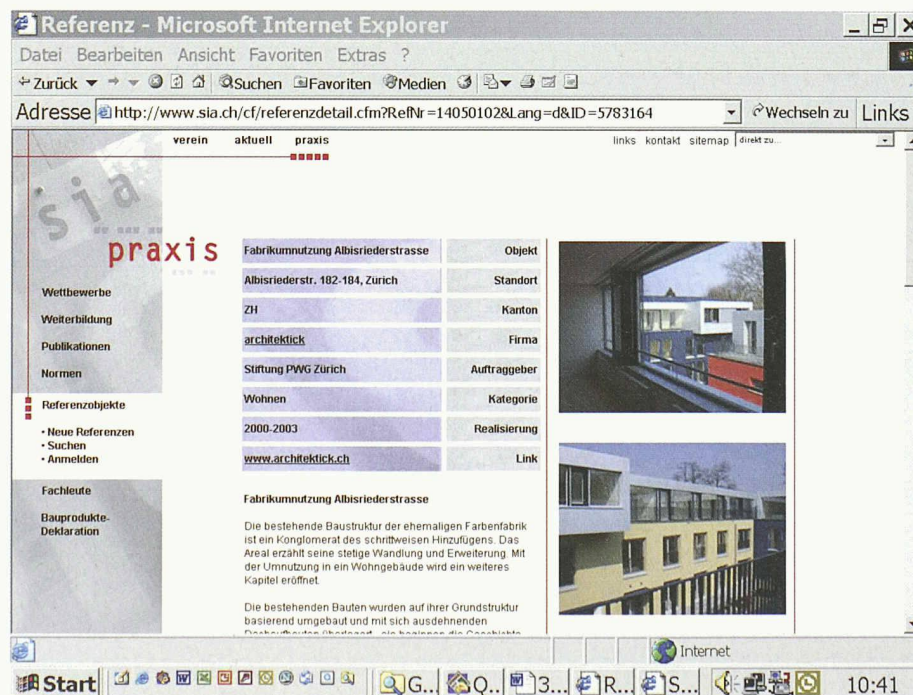 Referenz - Microsoft Internet Explorer
Datei Bearbeiten Ansicht Favoriten Extras ?
Zurück Suchen Favoriten Medien
Adresse http://www.sia.ch/cf/referenzdetail.cfm?RefNr=14050102&Lang=d&ID=5783164 Wechseln zu Links
verein aktuell praxis links kontakt sitemap direkt zu...
sia
praxis
Wettbewerbe
Weiterbildung
Publikationen
Normen
Referenzobjekte
• Neue Referenzen
• Suchen
• Anmelden
Fachleute
Bauprodukte-
Deklaration
Fabrikumnutzung Albisriederstrasse Objekt
Albisriederstr. 182-184, Zürich Standort
ZH Kanton
architektick Firma
Stiftung PWG Zürich Auftraggeber
Wohnen Kategorie
2000-2003 Realisierung
www.architektick.ch Link
Fabrikumnutzung Albisriederstrasse
Die bestehende Baustruktur der ehemaligen Farbenfabrik
ist ein Konglomerat des schrittweisen Hinzufügens. Das
Areal erzählt seine stetige Wandlung und Erweiterung. Mit
der Umnutzung in ein Wohngebäude wird ein weiteres
Kapitel eröffnet.
Die bestehenden Bauten wurden auf ihrer Grundstruktur
basierend umgebaut und mit sich ausdehnenden
Internet
Start G... Q... 3... R... S... 10:41